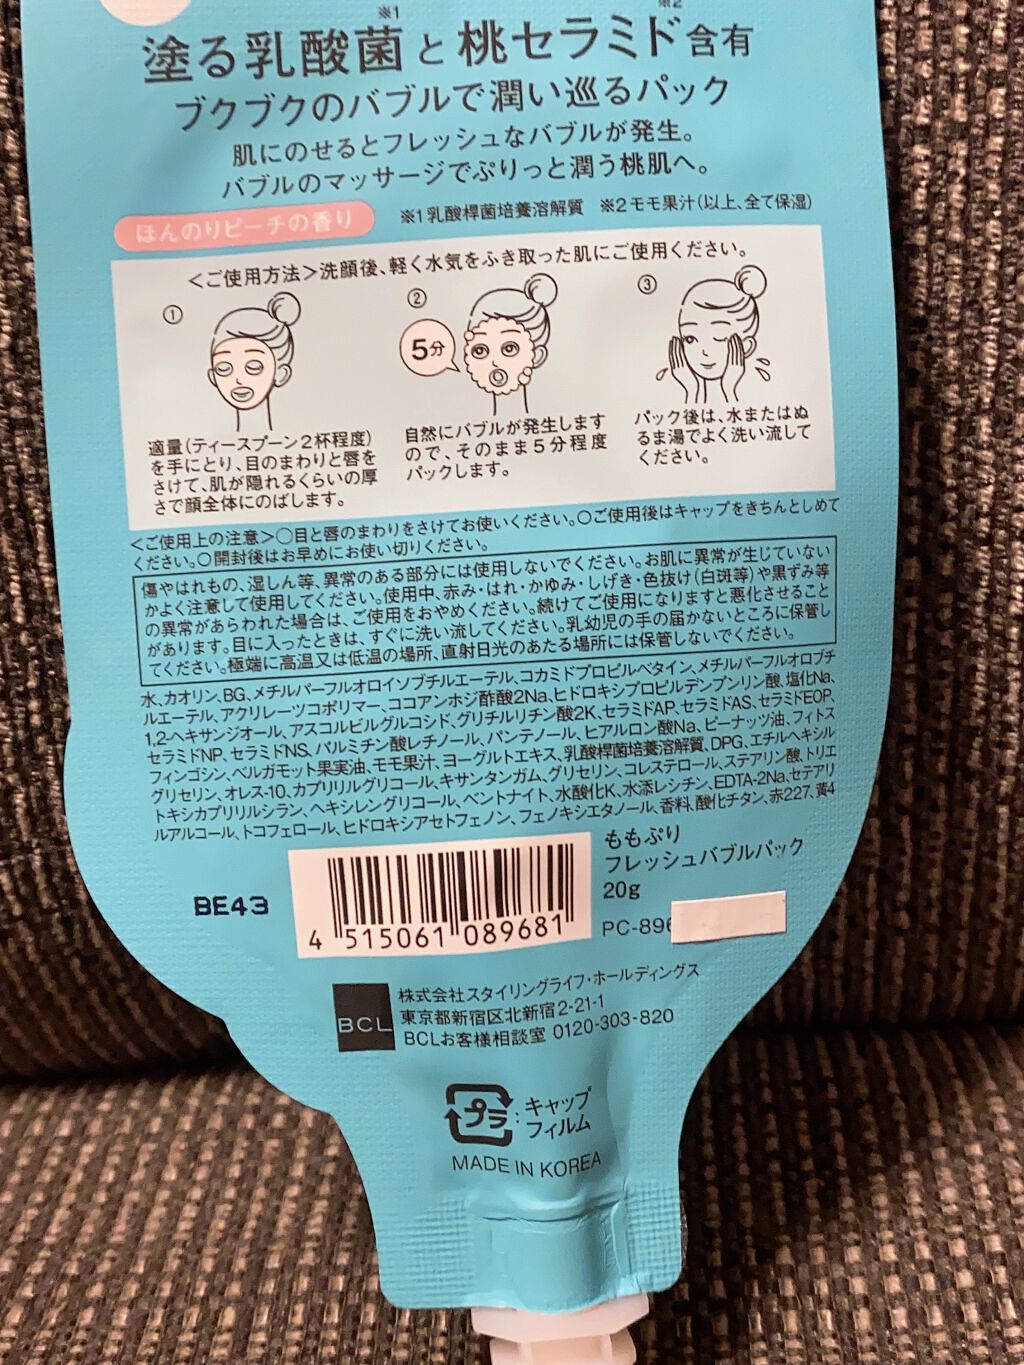 ※1 ※2
塗る乳酸菌と桃セラミド含有
ブクブクのバブルで潤い巡るパック
肌にのせるとフレッシュなバブルが発生。
バブルのマッサージでぷりっと潤う桃肌へ。
ほんのりピーチの香り
※1 乳酸桿菌培養溶解質 ※2 モモ果汁(以上、全て保湿)
<ご使用方法>洗顔後、軽く水気をふき取った肌にご使用ください。
①
適量(ティースプーン2杯程度)
を手にとり、目のまわりと唇を
さけて、肌が隠れるくらいの厚
さで顔全体にのばします。
②
5分
自然にバブルが発生します
ので、そのまま5分程度
パックします。
③
パック後は、水またはぬ
るま湯でよく洗い流して
ください。
<ご使用上の注意>○目と唇のまわりをさけてお使いください。○ご使用後はキャップをきちんとしめて
ください。○開封後はお早めにお使い切りください。
傷やはれもの、湿しん等、異常のある部分には使用しないでください。お肌に異常が生じていない
かよく注意して使用してください。使用中、赤み・はれ・かゆみ・しげき・色抜け(白斑等)や黒ずみ等
の異常があらわれた場合は、ご使用をおやめください。続けてご使用になりますと悪化させること
があります。目に入ったときは、すぐに洗い流してください。乳幼児の手の届かないところに保管し
てください。極端に高温又は低温の場所、直射日光のあたる場所には保管しないでください。
水、カオリン、BG、メチルパーフルオロイソブチルエーテル、コカミドプロピルベタイン、メチルパーフルオロブチ
ルエーテル、アクリレーツコポリマー、ココアンホジ酢酸2Na、ヒドロキシプロピルデンプンリン酸、塩化Na、
1,2-ヘキサンジオール、アスコルビルグルコシド、グリチルリチン酸2K、セラミドAP、セラミドAS、セラミドEOP、
セラミドNP、セラミドNS、パルミチン酸レチノール、パンテノール、ヒアルロン酸Na、ピーナッツ油、フィトス
フィンゴシン、ベルガモット果実油、モモ果汁、ヨーグルトエキス、乳酸桿菌培養溶解質、DPG、エチルヘキシル
グリセリン、オレス-10、カプリリルグリコール、キサンタンガム、グリセリン、コレステロール、ステアリン酸、トリエ
トキシカプリリルシラン、ヘキシレングリコール、ベントナイト、水酸化K、水添レシチン、EDTA-2Na、セテアリ
ルアルコール、トコフェロール、ヒドロキシアセトフェノン、フェノキシエタノール、香料、酸化チタン、赤227、黄4
BE43
4 515061 089681
ももぷり
フレッシュバブルパック
20g
PC-896
BCL
株式会社スタイリングライフ・ホールディングス
東京都新宿区北新宿2-21-1
BCLお客様相談室 0120-303-820
プラ:キャップ
フィルム
MADE IN KOREA